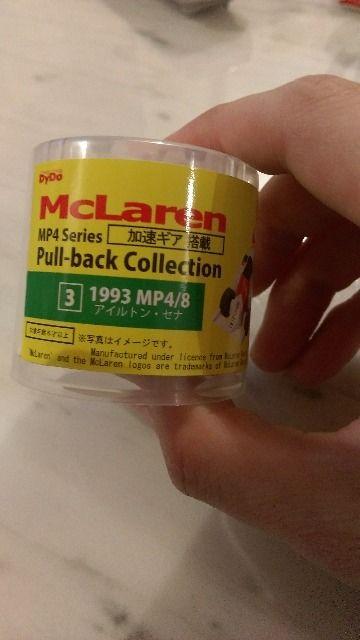 DyDo
McLaren
MP4 Series 加速ギア 搭載
Pull-back Collection
3 1993 MP4/8
アイルトン・セナ
※写真はイメージです。
Manufactured under licence from McLaren
'McLaren' and the McLaren logos are trademarks of McLaren